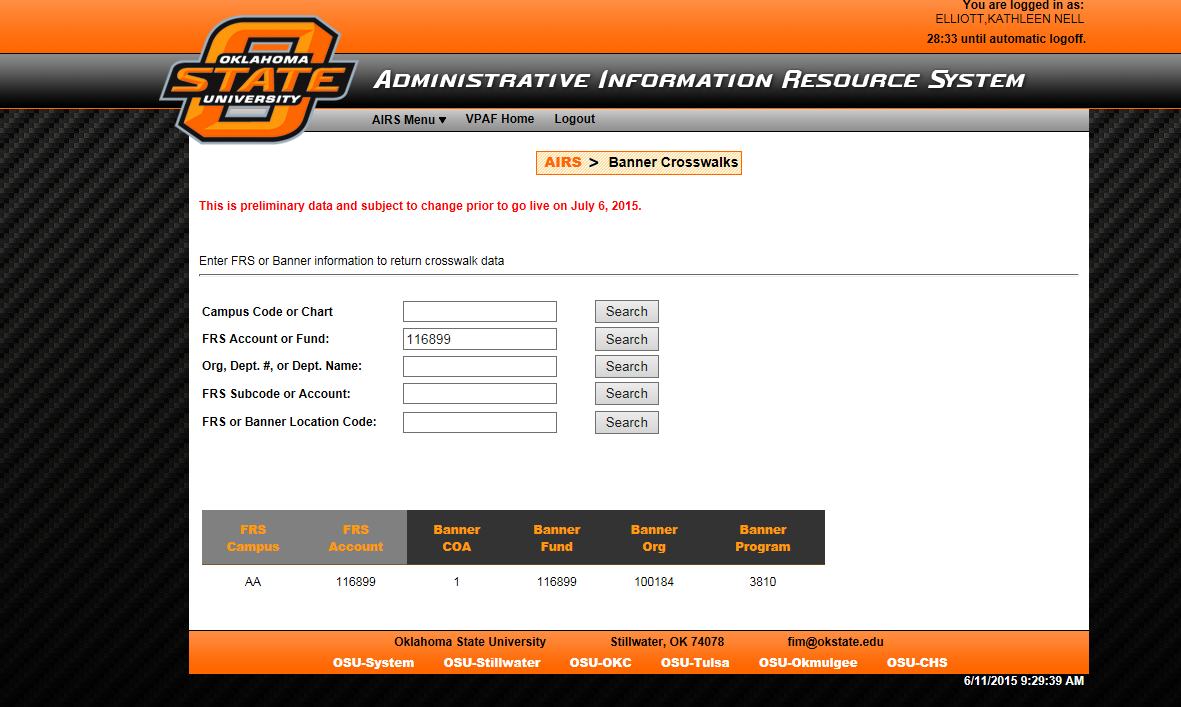 You are logged in as:
ELLIOTT,KATHLEEN NELL
28:33 until automatic logoff.
OKLAHOMA
STATE
UNIVERSITY
ADMINISTRATIVE INFORMATION RESOURCE SYSTEM
AIRS Menu ▼ VPAF Home Logout
AIRS > Banner Crosswalks
This is preliminary data and subject to change prior to go live on July 6, 2015.
Enter FRS or Banner information to return crosswalk data
Campus Code or Chart Search
FRS Account or Fund: 116899 Search
Org, Dept. #, or Dept. Name: Search
FRS Subcode or Account: Search
FRS or Banner Location Code: Search
FRS FRS Banner Banner Banner Banner
Campus Account COA Fund Org Program
AA 116899 1 116899 100184 3810
Oklahoma State University Stillwater, OK 74078 fim@okstate.edu
OSU-System OSU-Stillwater OSU-OKC OSU-Tulsa OSU-Okmulgee OSU-CHS
6/11/2015 9:29:39 AM